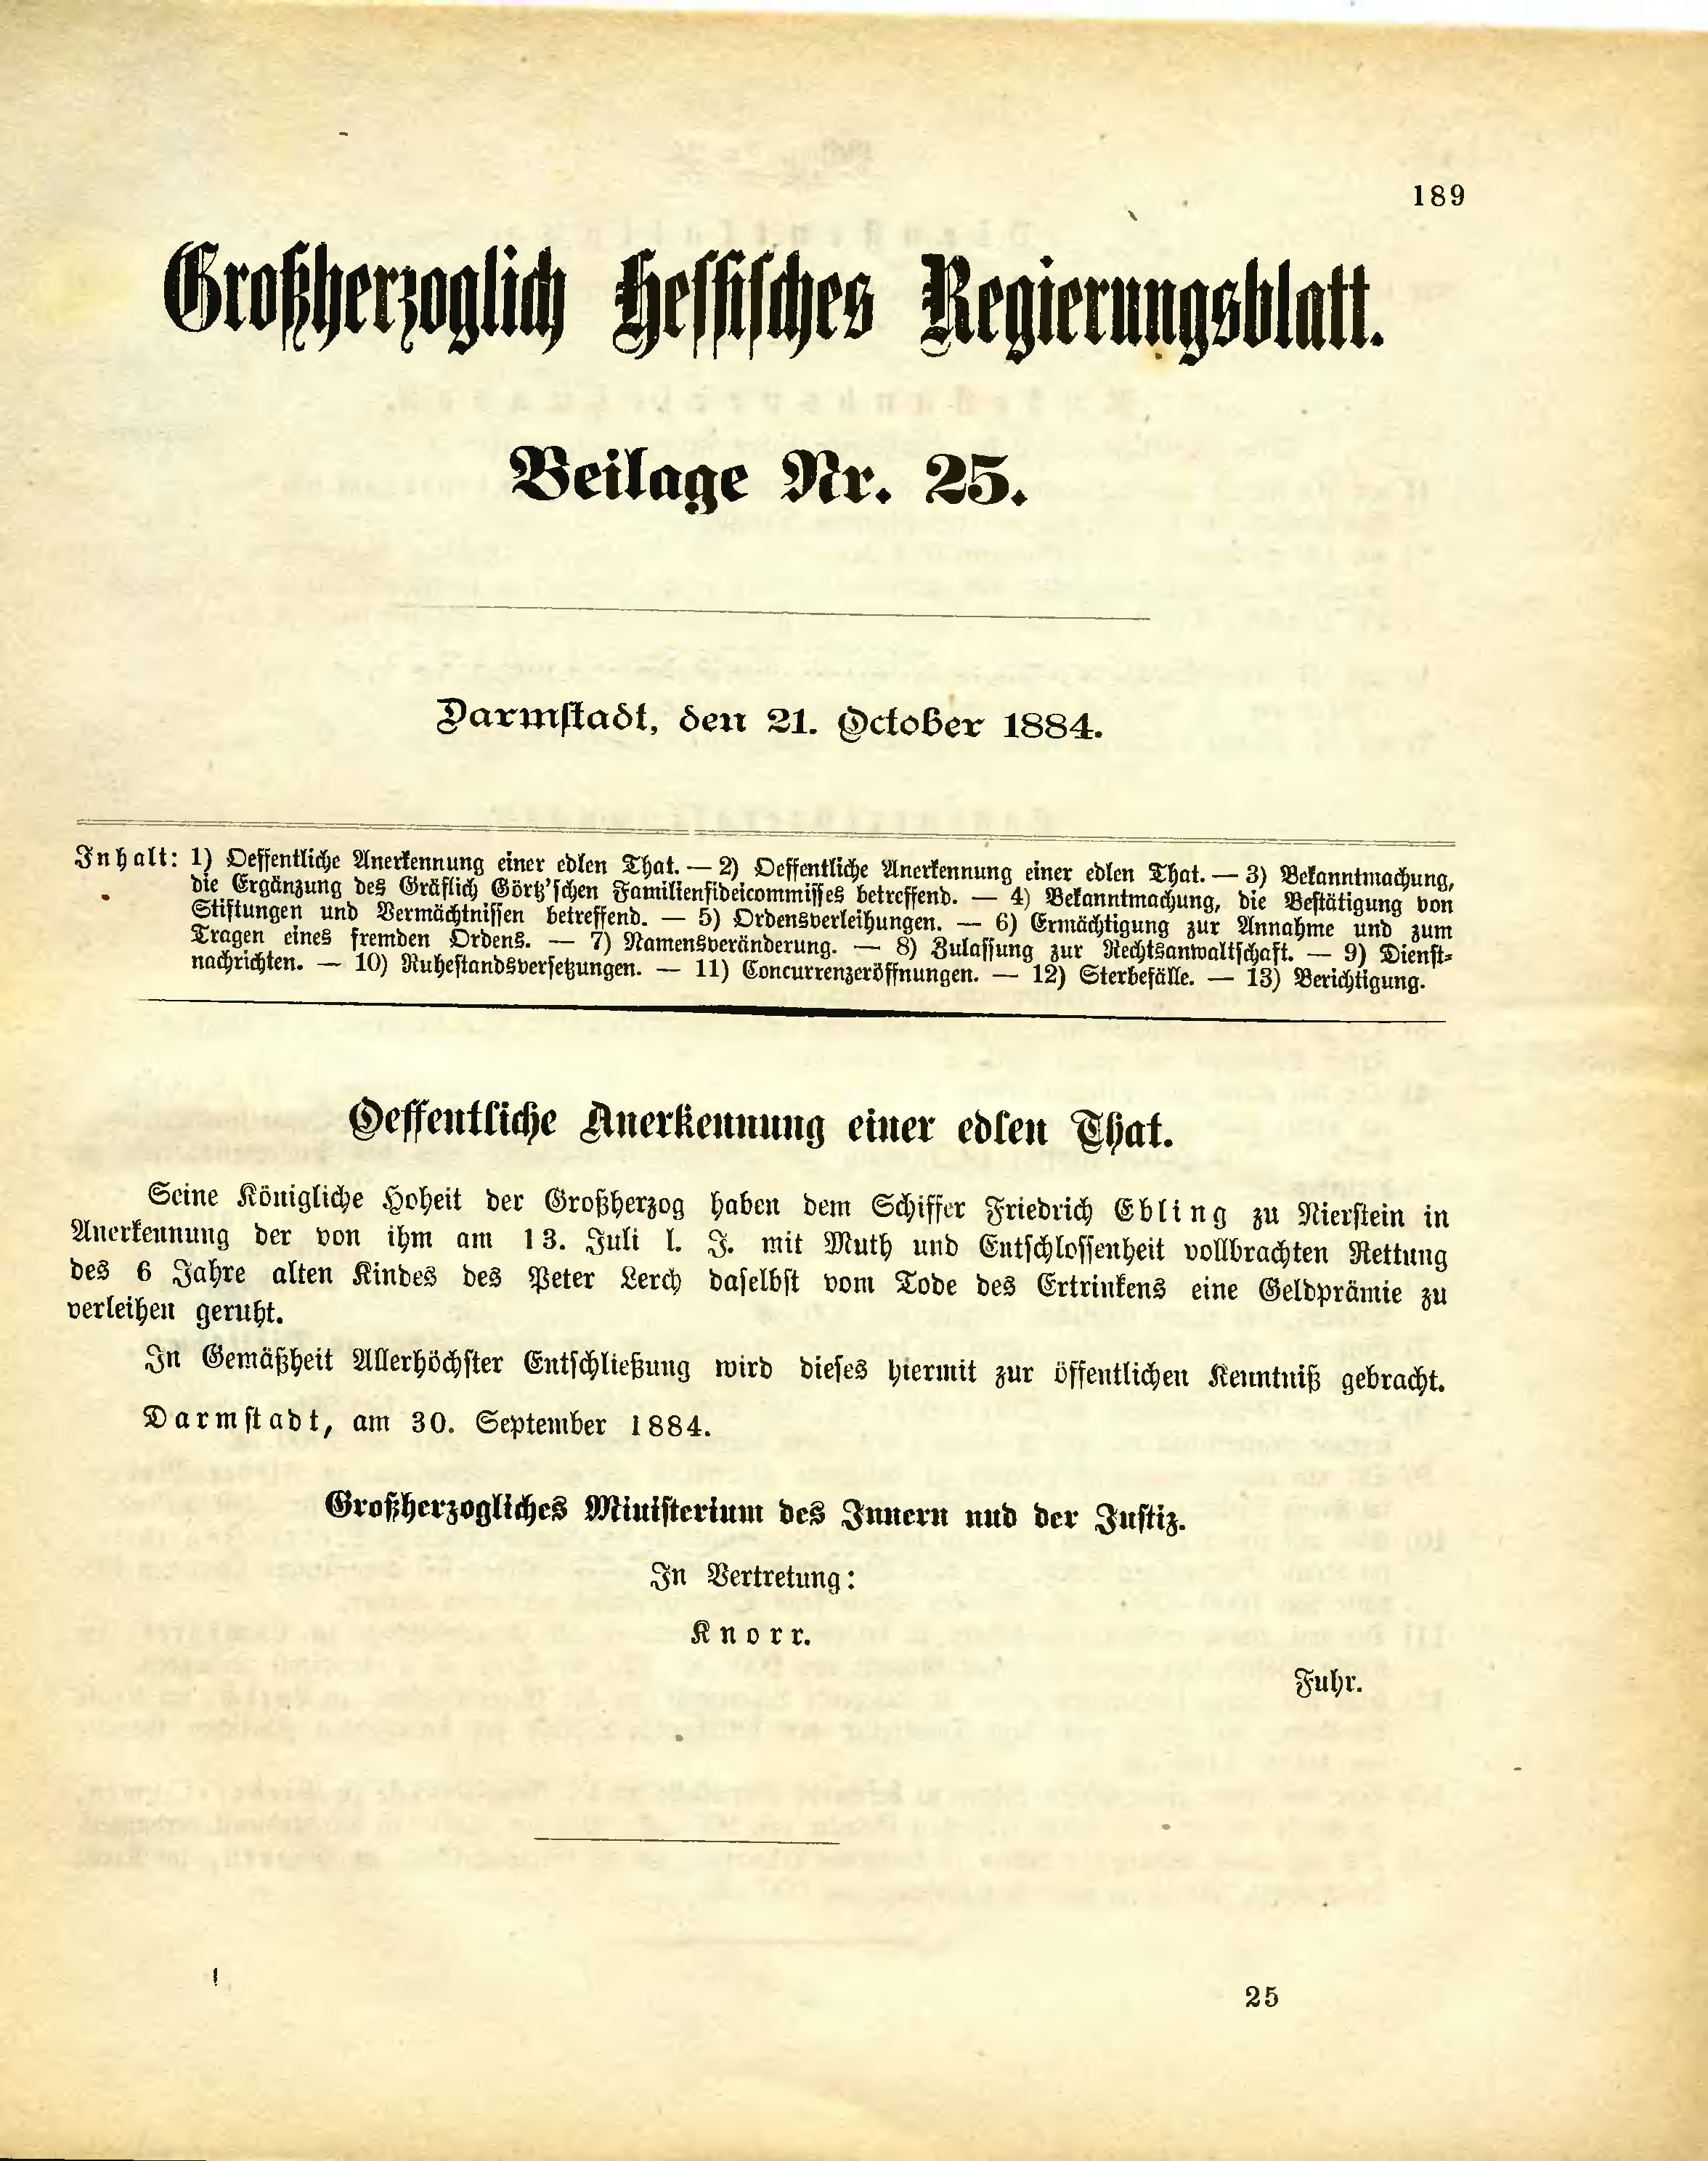 189
Großherzoglich Hessisches Regierungsblatt.
Beilage Nr. 25.
Darmstadt, den 21. October 1884.
Inhalt: 1) Oeffentliche Anerkennung einer edlen That. — 2) Oeffentliche Anerkennung einer edlen That. — 3) Bekanntmachung,
die Ergänzung des Gräflich Görtz'schen Familienfideicommisses betreffend. — 4) Bekanntmachung, die Bestätigung von
Stiftungen und Vermächtnissen betreffend. — 5) Ordensverleihungen. — 6) Ermächtigung zur Annahme und zum
Tragen eines fremden Ordens. — 7) Namensveränderung. — 8) Zulassung zur Rechtsanwaltschaft. — 9) Dienst-
nachrichten. — 10) Ruhestandsversetzungen. — 11) Concurrenzeröffnungen. — 12) Sterbefälle. — 13) Berichtigung.
Oeffentliche Anerkennung einer edlen That.
Seine Königliche Hoheit der Großherzog haben dem Schiffer Friedrich Ebling zu Nierstein in
Anerkennung der von ihm am 13. Juli l. J. mit Muth und Entschlossenheit vollbrachten Rettung
des 6 Jahre alten Kindes des Peter Lerch daselbst vom Tode des Ertrinkens eine Geldprämie zu
verleihen geruht.
In Gemäßheit Allerhöchster Entschließung wird dieses hiermit zur öffentlichen Kenntniß gebracht.
Darmstadt, am 30. September 1884.
Großherzogliches Ministerium des Innern und der Justiz.
In Vertretung:
Knorr.
Fuhr.
25